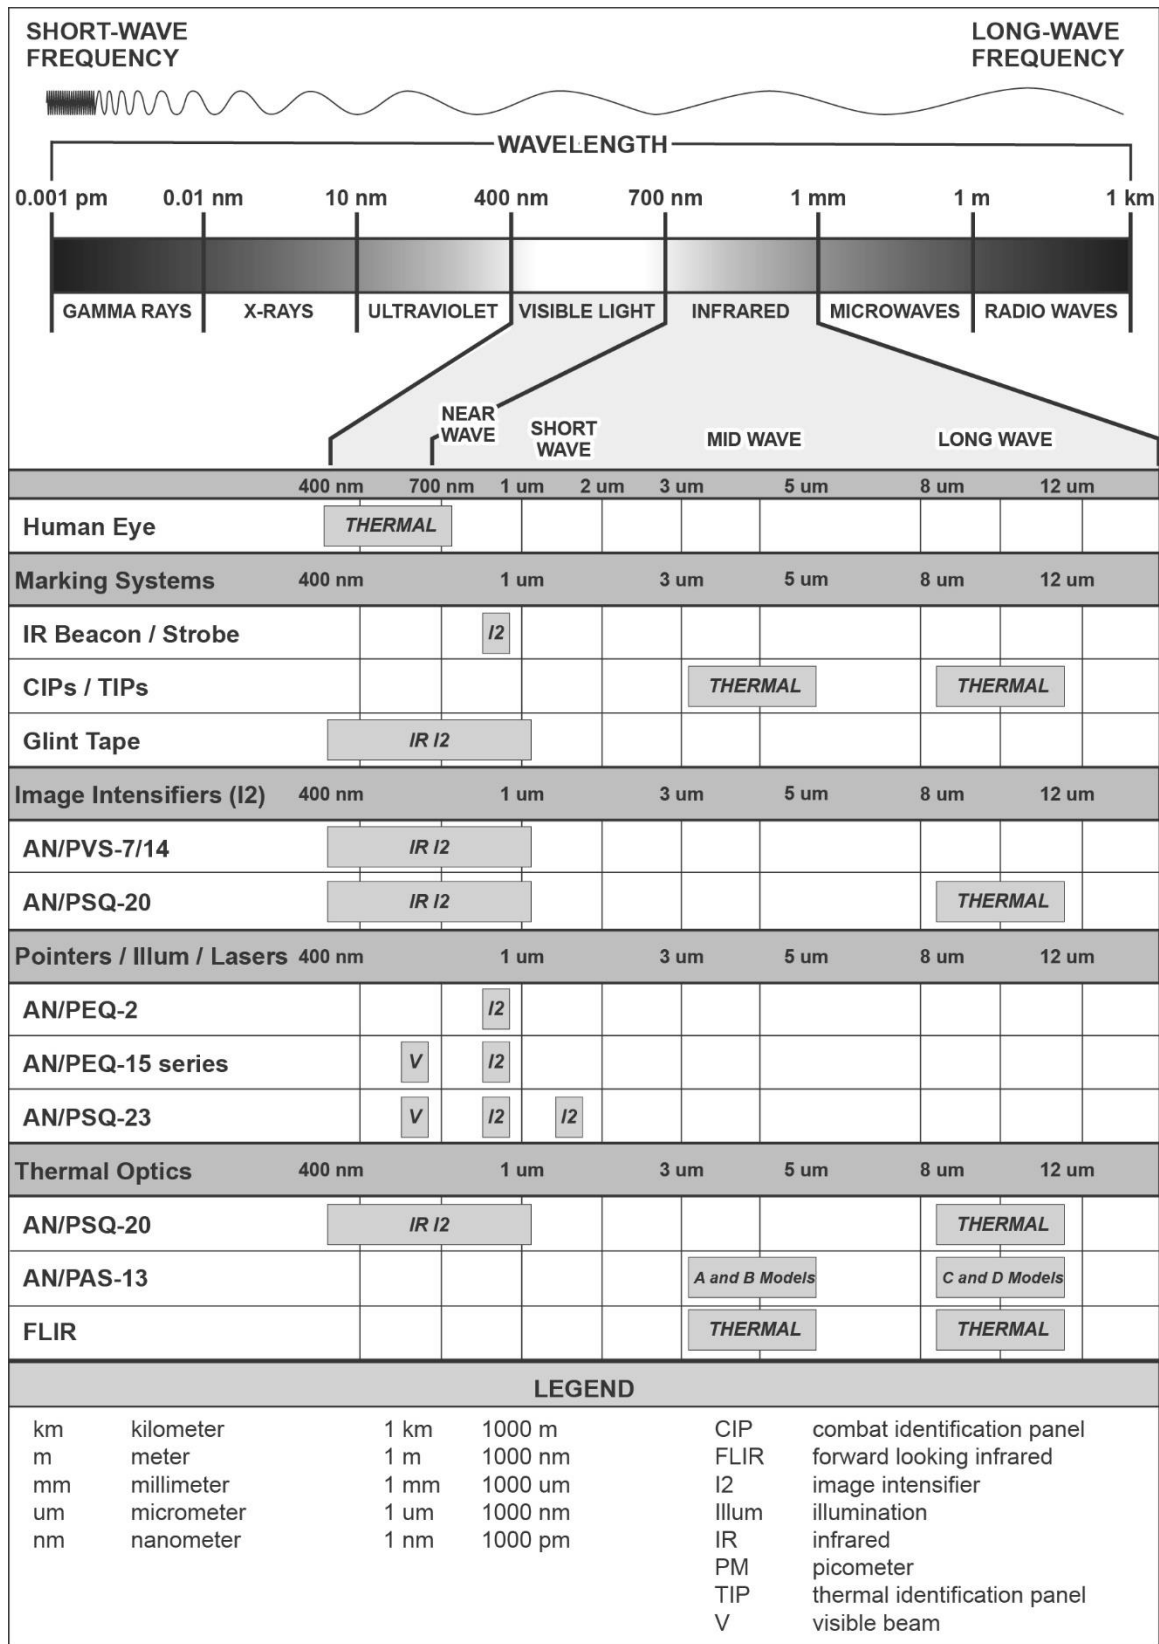 SHORT-WAVE FREQUENCY
LONG-WAVE FREQUENCY
WAVELENGTH
0.001 pm 0.01 nm 10 nm 400 nm 700 nm 1 mm 1 m 1 km
GAMMA RAYS X-RAYS ULTRAVIOLET VISIBLE LIGHT INFRARED MICROWAVES RADIO WAVES
NEAR WAVE SHORT WAVE MID WAVE LONG WAVE
400 nm 700 nm 1 um 2 um 3 um 5 um 8 um 12 um
Human Eye THERMAL
Marking Systems 400 nm 1 um 3 um 5 um 8 um 12 um
IR Beacon / Strobe I2
CIPs / TIPs THERMAL THERMAL
Glint Tape IR I2
Image Intensifiers (I2) 400 nm 1 um 3 um 5 um 8 um 12 um
AN/PVS-7/14 IR I2
AN/PSQ-20 IR I2 THERMAL
Pointers / Illum / Lasers 400 nm 1 um 3 um 5 um 8 um 12 um
AN/PEQ-2 I2
AN/PEQ-15 series V I2
AN/PSQ-23 V I2 I2
Thermal Optics 400 nm 1 um 3 um 5 um 8 um 12 um
AN/PSQ-20 IR I2 THERMAL
AN/PAS-13 A and B Models C and D Models
FLIR THERMAL THERMAL
LEGEND
km kilometer 1 km 1000 m CIP combat identification panel
m meter 1 m 1000 nm FLIR forward looking infrared
mm millimeter 1 mm 1000 um I2 image intensifier
um micrometer 1 um 1000 nm Illum illumination
nm nanometer 1 nm 1000 pm IR infrared
PM picometer
TIP thermal identification panel
V visible beam